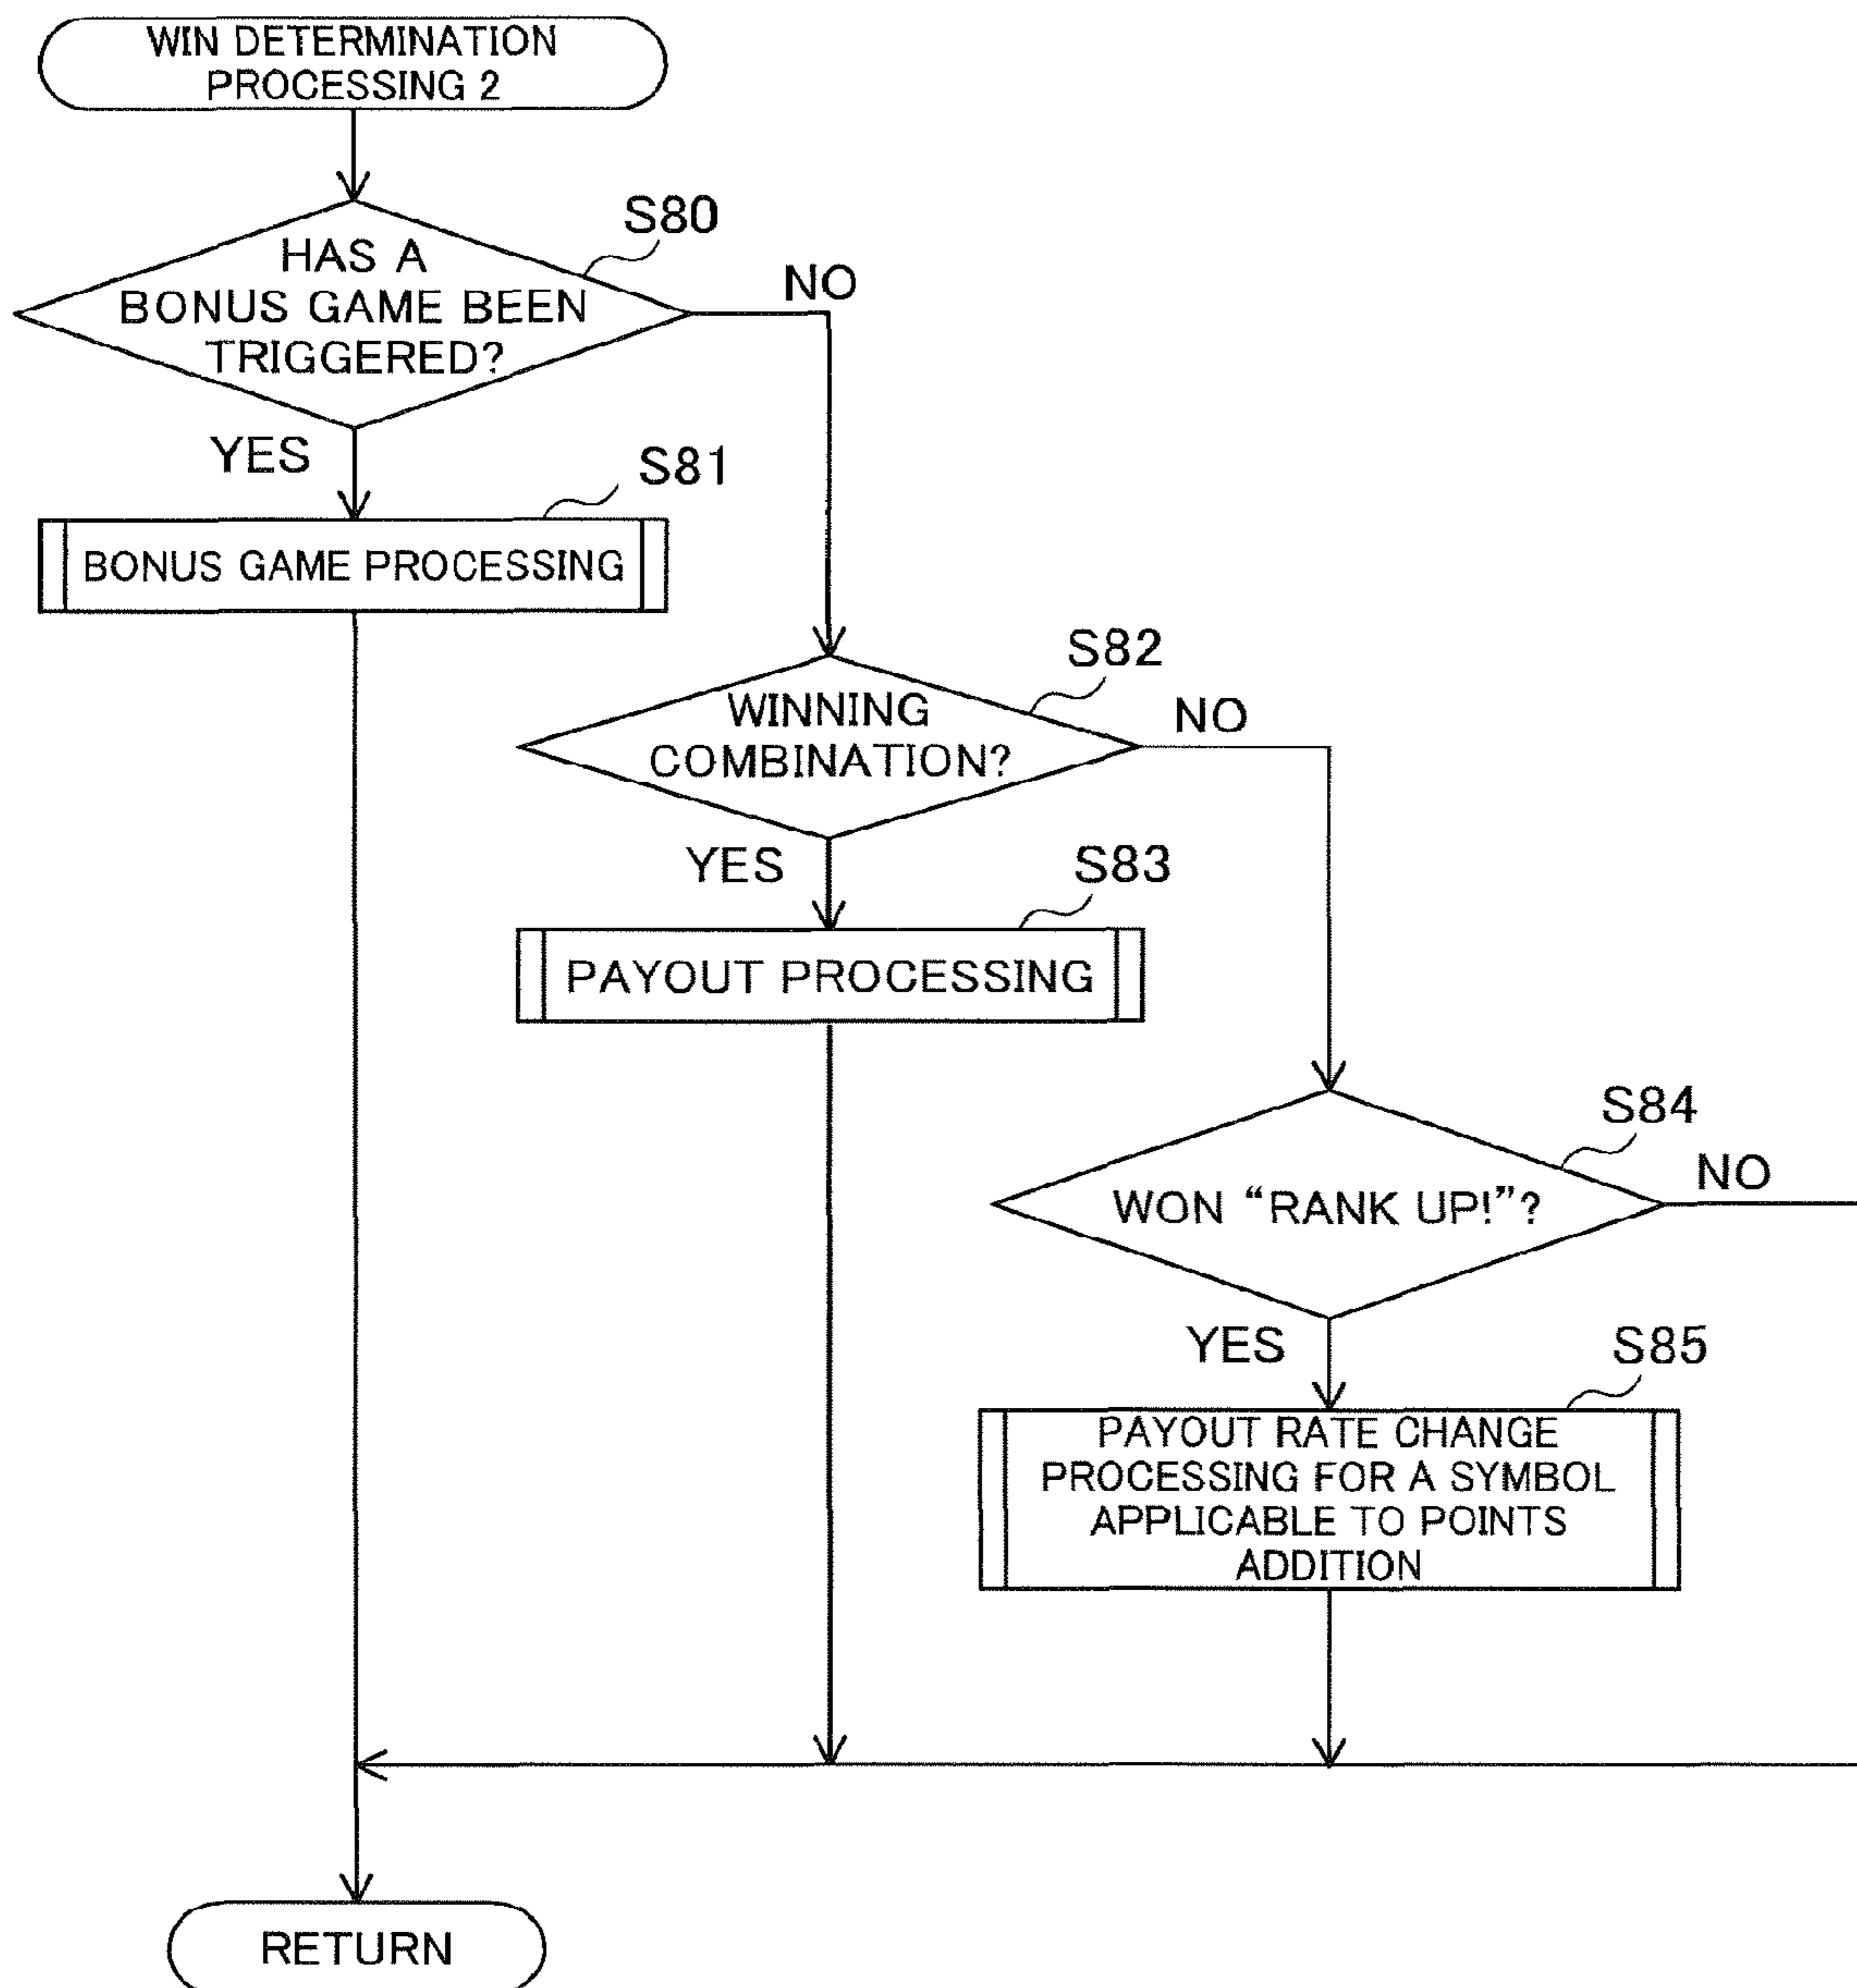 WIN DETERMINATION
PROCESSING 2
S80
HAS A
BONUS GAME BEEN
TRIGGERED?
NO
YES
S81
BONUS GAME PROCESSING
S82
WINNING
COMBINATION?
NO
YES
S83
PAYOUT PROCESSING
S84
WON “RANK UP!”?
NO
YES
S85
PAYOUT RATE CHANGE
PROCESSING FOR A SYMBOL
APPLICABLE TO POINTS
ADDITION
RETURN